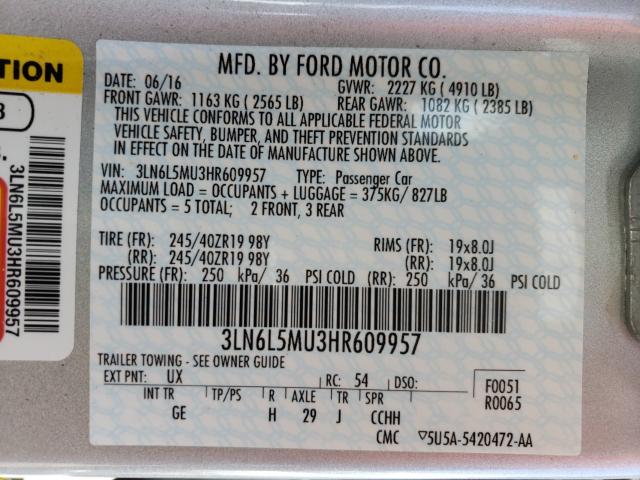 TION
3
3LN6L5MU3HR609957
MFD. BY FORD MOTOR CO.
DATE: 06/16 GVWR: 2227 KG ( 4910 LB)
FRONT GAWR: 1163 KG ( 2565 LB) REAR GAWR: 1082 KG ( 2385 LB)
THIS VEHICLE CONFORMS TO ALL APPLICABLE FEDERAL MOTOR
VEHICLE SAFETY, BUMPER, AND THEFT PREVENTION STANDARDS
IN EFFECT ON THE DATE OF MANUFACTURE SHOWN ABOVE.
VIN: 3LN6L5MU3HR609957 TYPE: Passenger Car
MAXIMUM LOAD = OCCUPANTS + LUGGAGE = 375KG/ 827LB
OCCUPANTS = 5 TOTAL; 2 FRONT, 3 REAR
TIRE (FR): 245/40ZR19 98Y RIMS (FR): 19x8.0J
(RR): 245/40ZR19 98Y (RR): 19x8.0J
PRESSURE (FR): 250 kPa/ 36 PSI COLD (RR): 250 kPa/ 36 PSI COLD
3LN6L5MU3HR609957
TRAILER TOWING - SEE OWNER GUIDE
EXT PNT: UX RC: 54 DSO: F0051
INT TR TP/PS R AXLE TR SPR R0065
GE H 29 J CCHH
CMC ▽5U5A-5420472-AA